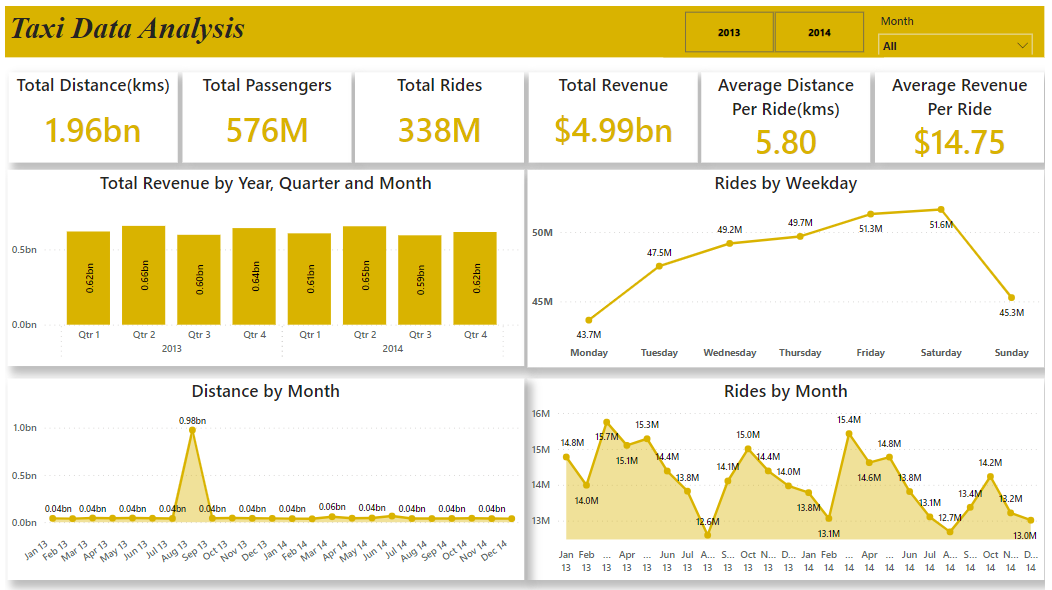 Taxi Data Analysis
2013
2014
Month
All
Total Distance(kms)
1.96bn
Total Passengers
576M
Total Rides
338M
Total Revenue
$4.99bn
Average Distance
Per Ride(kms)
5.80
Average Revenue
Per Ride
$14.75
Total Revenue by Year, Quarter and Month
0.5bn
0.0bn
0.62bn
0.66bn
0.60bn
0.64bn
0.61bn
0.65bn
0.59bn
0.62bn
Qtr 1 Qtr 2 Qtr 3 Qtr 4 Qtr 1 Qtr 2 Qtr 3 Qtr 4
2013 2014
Rides by Weekday
50M
45M
43.7M
47.5M
49.2M
49.7M
51.3M
51.6M
45.3M
Monday Tuesday Wednesday Thursday Friday Saturday Sunday
Distance by Month
1.0bn
0.5bn
0.0bn
0.98bn
0.04bn 0.04bn 0.04bn 0.04bn 0.04bn 0.04bn 0.04bn 0.06bn 0.04bn 0.04bn 0.04bn 0.04bn
Jan 13 Feb 13 Mar 13 Apr 13 May 13 Jun 13 Jul 13 Aug 13 Sep 13 Oct 13 Nov 13 Dec 13 Jan 14 Feb 14 Mar 14 Apr 14 May 14 Jun 14 Jul 14 Aug 14 Sep 14 Oct 14 Nov 14 Dec 14
Rides by Month
16M
15M
14M
13M
14.8M
14.0M
15.7M
15.1M
15.3M
14.4M
13.8M
12.6M
14.1M
15.0M
14.4M
14.0M
13.8M
13.1M
15.4M
14.6M
14.8M
13.8M
13.1M
12.7M
13.4M
14.2M
13.2M
13.0M
Jan Feb ... Apr ... Jun Jul A... S... Oct N... D... Jan Feb ... Apr ... Jun Jul A... S... Oct N... D...
13 13 13 13 13 13 13 13 13 13 13 13 14 14 14 14 14 14 14 14 14 14 14 14